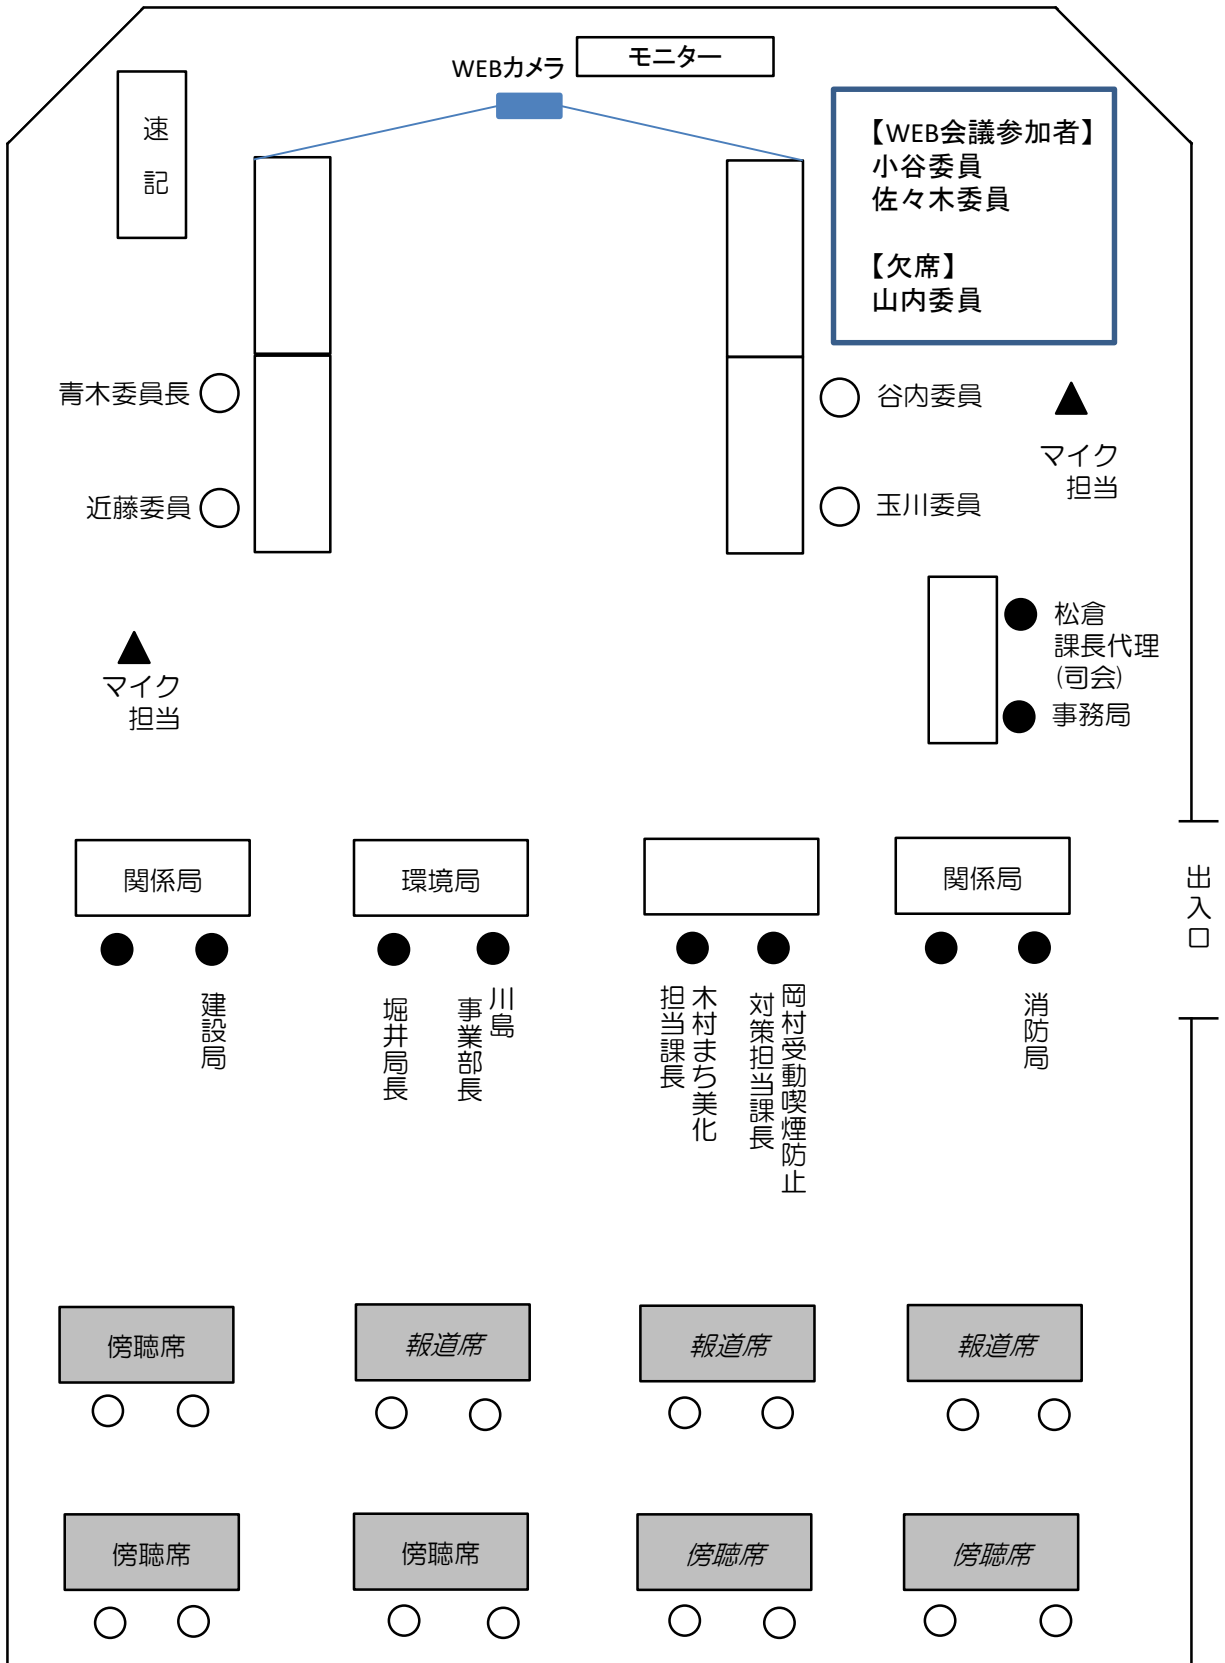 WEBカメラ
モニター
速記
【WEB会議参加者】
小谷委員
佐々木委員
【欠席】
山内委員
青木委員長
谷内委員
マイク
担当
近藤委員
玉川委員
松倉
課長代理
(司会)
事務局
マイク
担当
関係局
環境局
関係局
出入口
建設局
堀井局長
川島
事業部長
木村まち美化
担当課長
岡村受動喫煙防止
対策担当課長
消防局
傍聴席
報道席
報道席
報道席
傍聴席
傍聴席
傍聴席
傍聴席